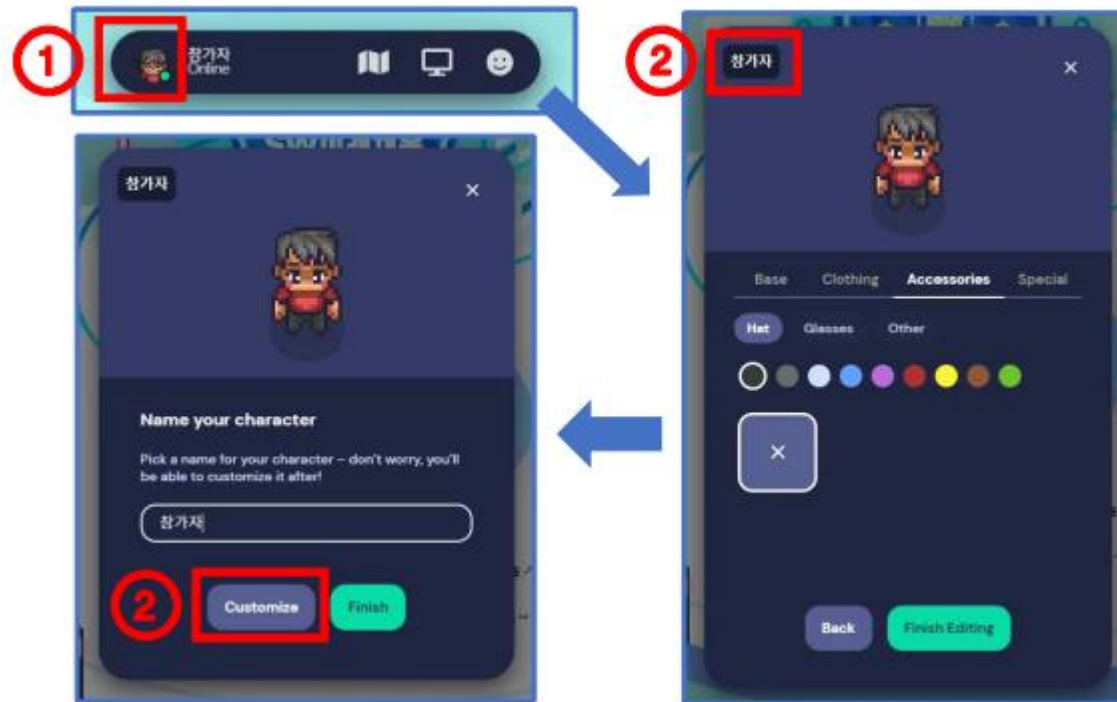 ①
참가자
Online
②
참가자
×
Base Clothing Accessories Special
Hat Glasses Other
×
Back Finish Editing
참가자
×
Name your character
Pick a name for your character – don't worry, you'll
be able to customize it after!
참가자
②
Customize Finish